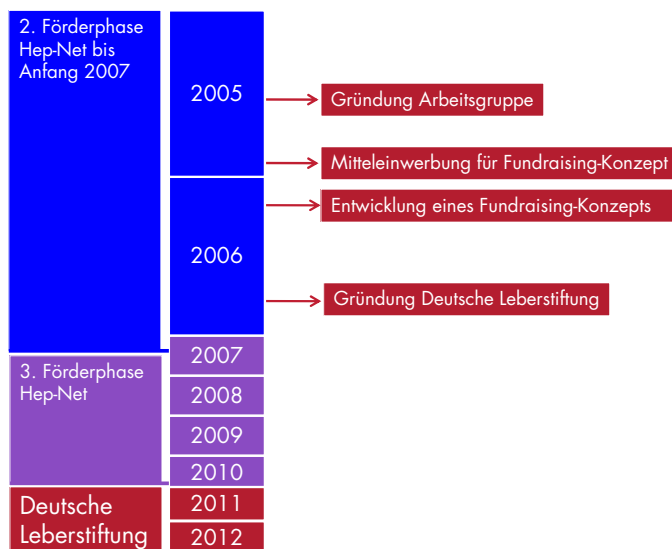 2. Förderphase
Hep-Net bis
Anfang 2007
2005
Gründung Arbeitsgruppe
Mitteleinwerbung für Fundraising-Konzept
Entwicklung eines Fundraising-Konzepts
2006
Gründung Deutsche Leberstiftung
3. Förderphase
Hep-Net
2007
2008
2009
2010
Deutsche
Leberstiftung
2011
2012